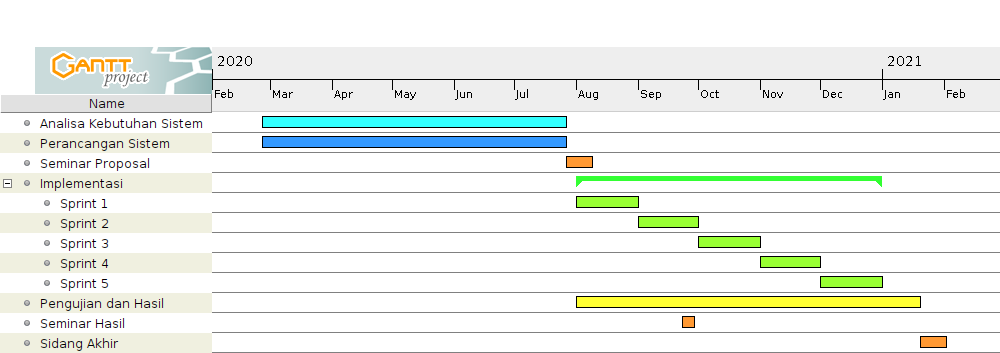 GANTT
project
2020 2021
Feb Mar Apr May Jun Jul Aug Sep Oct Nov Dec Jan Feb
Name
Analisa Kebutuhan Sistem
Perancangan Sistem
Seminar Proposal
Implementasi
Sprint 1
Sprint 2
Sprint 3
Sprint 4
Sprint 5
Pengujian dan Hasil
Seminar Hasil
Sidang Akhir